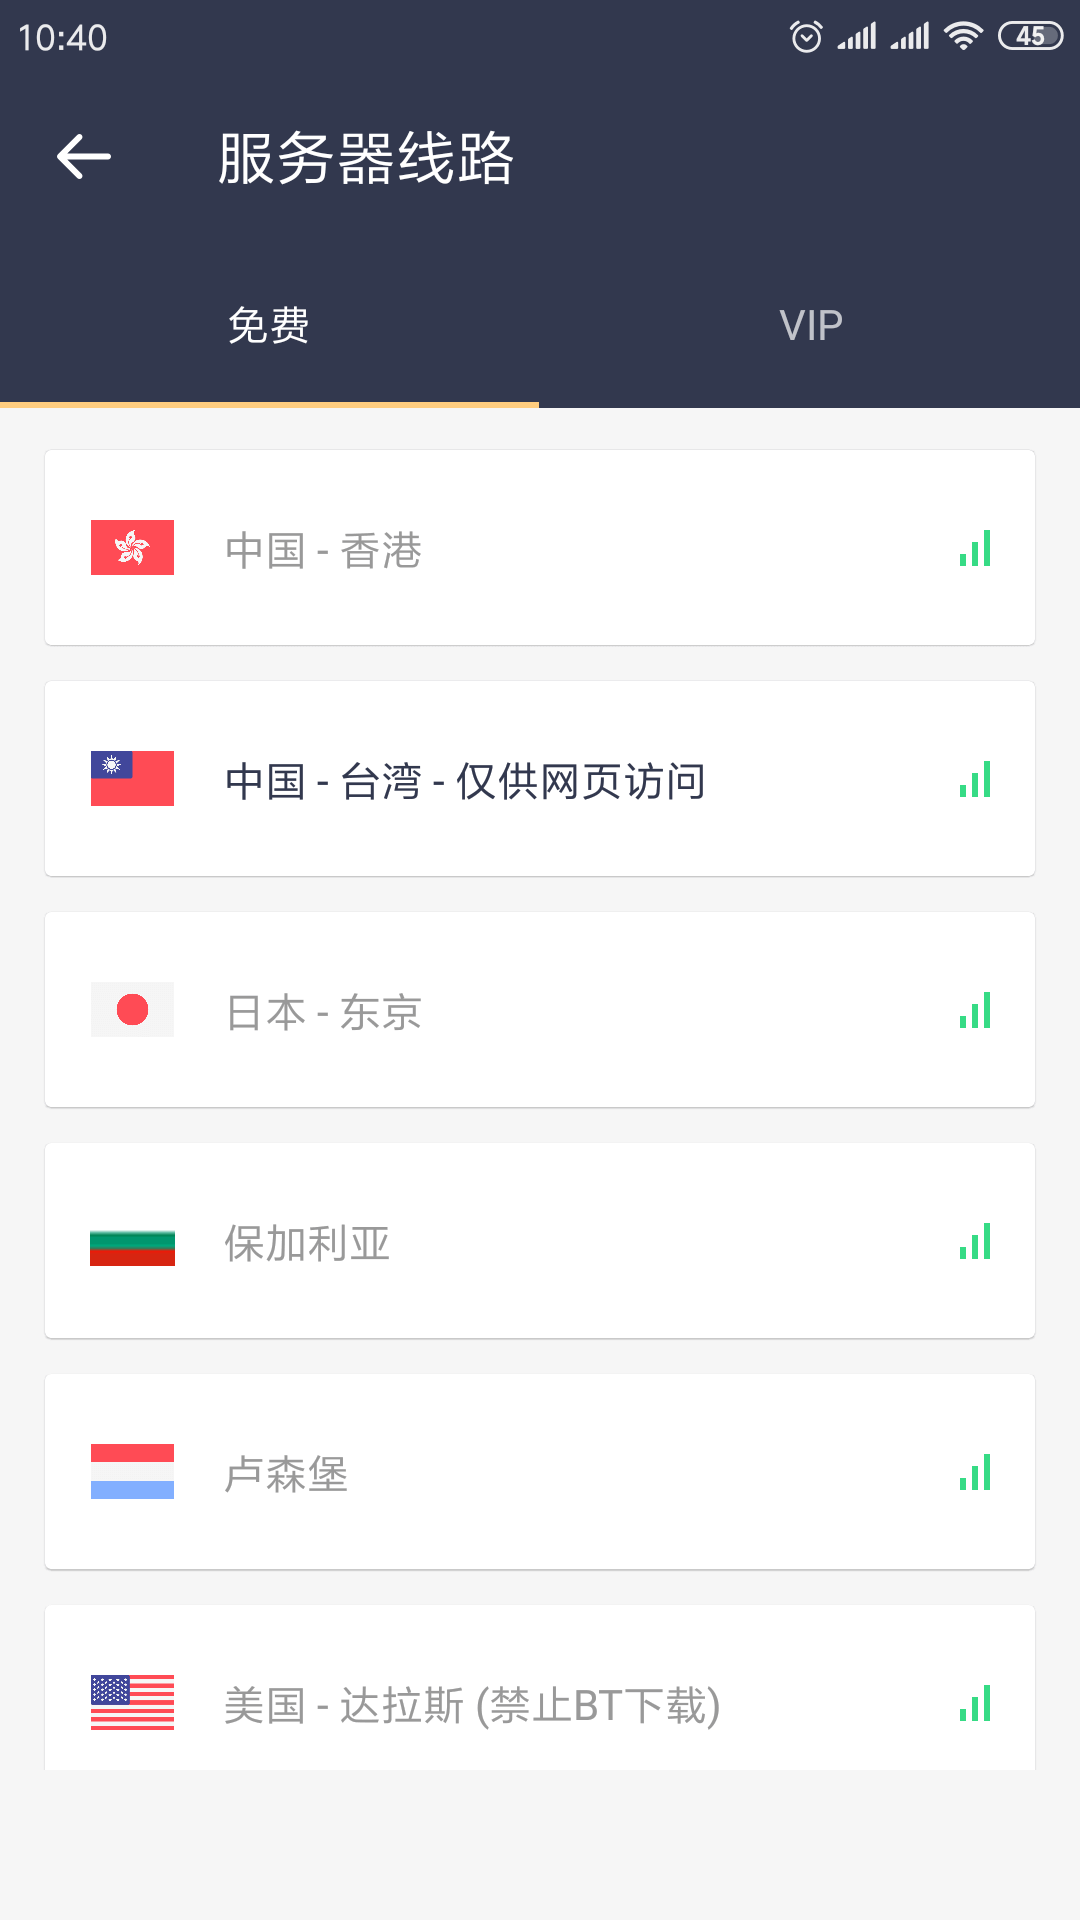 10:40
45
服务器线路
免费
VIP
中国 - 香港
中国 - 台湾 - 仅供网页访问
日本 - 东京
保加利亚
卢森堡
美国 - 达拉斯 (禁止BT下载)